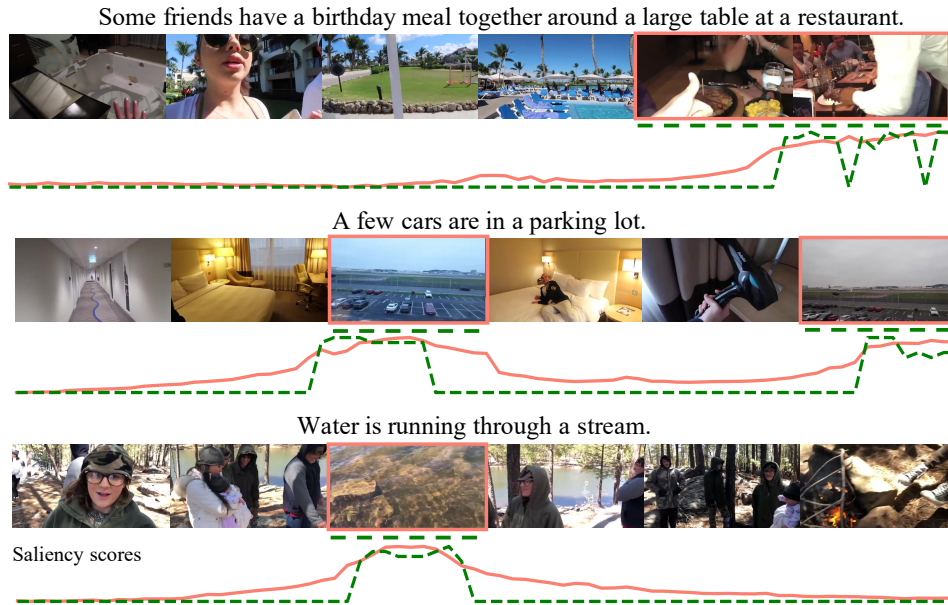 Some friends have a birthday meal together around a large table at a restaurant.
A few cars are in a parking lot.
Water is running through a stream.
Saliency scores